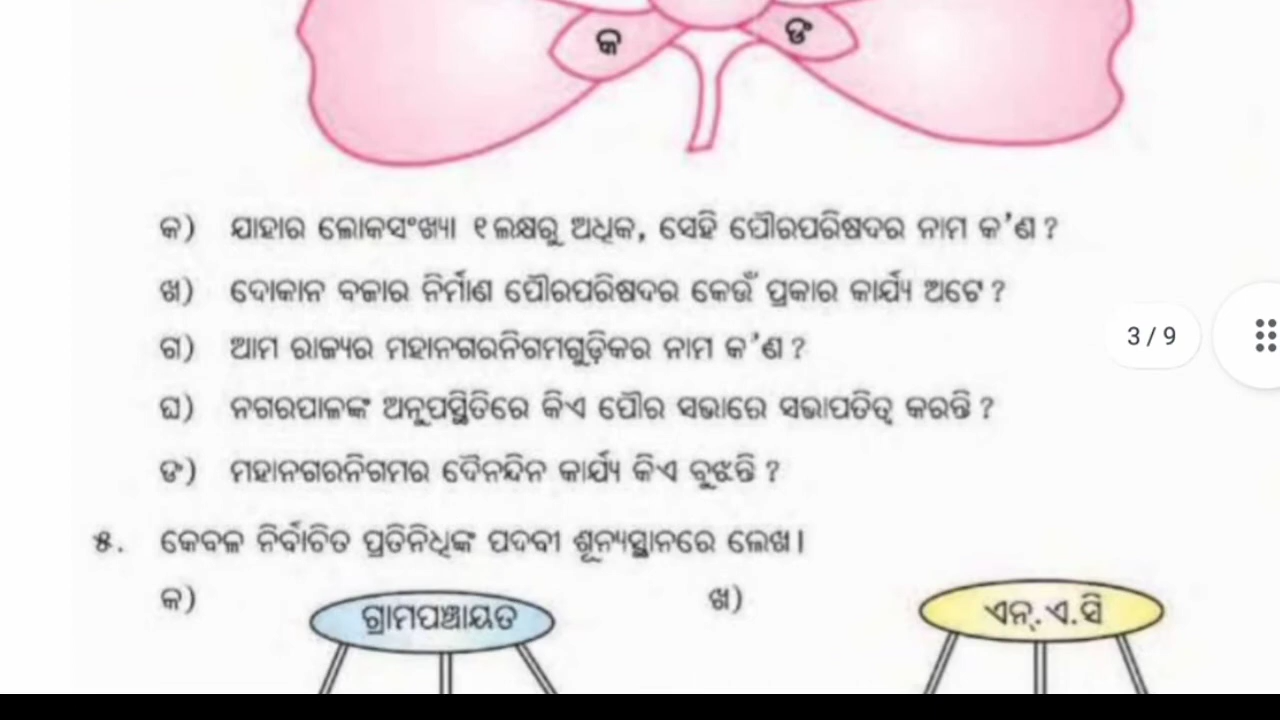 କ ଙ
କ) ଯାହାର ଲୋକସଂଖ୍ୟା ୧ ଲକ୍ଷରୁ ଅଧିକ, ସେହି ପୌରପରିଷଦର ନାମ କ'ଣ ?
ଖ) ଦୋକାନ ବଜାର ନିର୍ମାଣ ପୌରପରିଷଦର କେଉଁ ପ୍ରକାର କାର୍ଯ୍ୟ ଅଟେ ?
3 / 9
ଗ) ଆମ ରାଜ୍ୟର ମହାନଗରନିଗମଗୁଡ଼ିକର ନାମ କ'ଣ ?
ଘ) ନଗରପାଳଙ୍କ ଅନୁପସ୍ଥିତିରେ କିଏ ପୌର ସଭାରେ ସଭାପତିତ୍ୱ କରନ୍ତି ?
ଙ) ମହାନଗରନିଗମର ଦୈନନ୍ଦିନ କାର୍ଯ୍ୟ କିଏ ବୁଝନ୍ତି ?
୫. କେବଳ ନିର୍ବାଚିତ ପ୍ରତିନିଧିଙ୍କ ପଦବୀ ଶୂନ୍ୟସ୍ଥାନରେ ଲେଖ।
କ) ଗ୍ରାମପଞ୍ଚାୟତ ଖ) ଏନ୍.ଏ.ସି